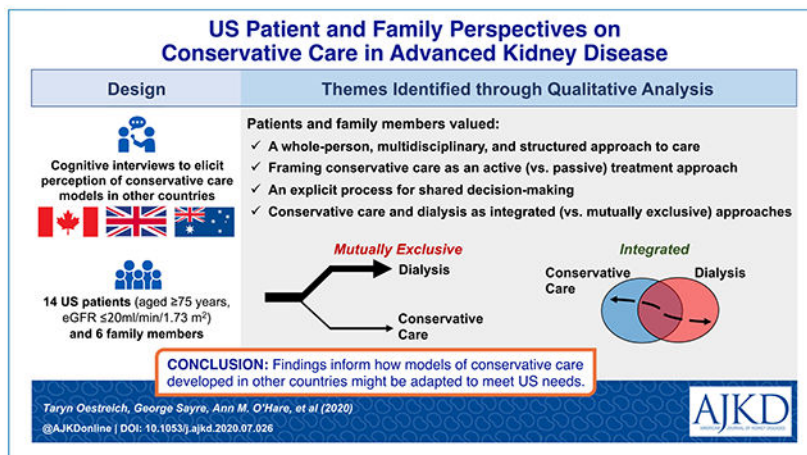 US Patient and Family Perspectives on
Conservative Care in Advanced Kidney Disease
Design
Themes Identified through Qualitative Analysis
Cognitive interviews to elicit
perception of conservative care
models in other countries
14 US patients (aged ≥75 years,
eGFR ≤20ml/min/1.73 m²)
and 6 family members
Patients and family members valued:
✓ A whole-person, multidisciplinary, and structured approach to care
✓ Framing conservative care as an active (vs. passive) treatment approach
✓ An explicit process for shared decision-making
✓ Conservative care and dialysis as integrated (vs. mutually exclusive) approaches
Mutually Exclusive
Dialysis
Conservative
Care
Integrated
Conservative
Care
Dialysis
CONCLUSION: Findings inform how models of conservative care
developed in other countries might be adapted to meet US needs.
Taryn Oestreich, George Sayre, Ann M. O'Hare, et al (2020)
@AJKDonline | DOI: 10.1053/j.ajkd.2020.07.026
AJKD
AMERICAN JOURNAL OF KIDNEY DISEASES